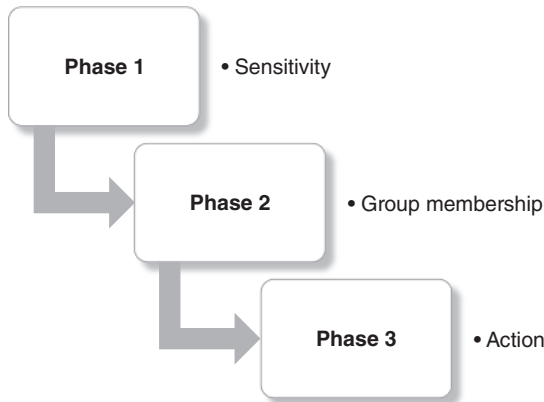 Phase 1
• Sensitivity
Phase 2
• Group membership
Phase 3
• Action